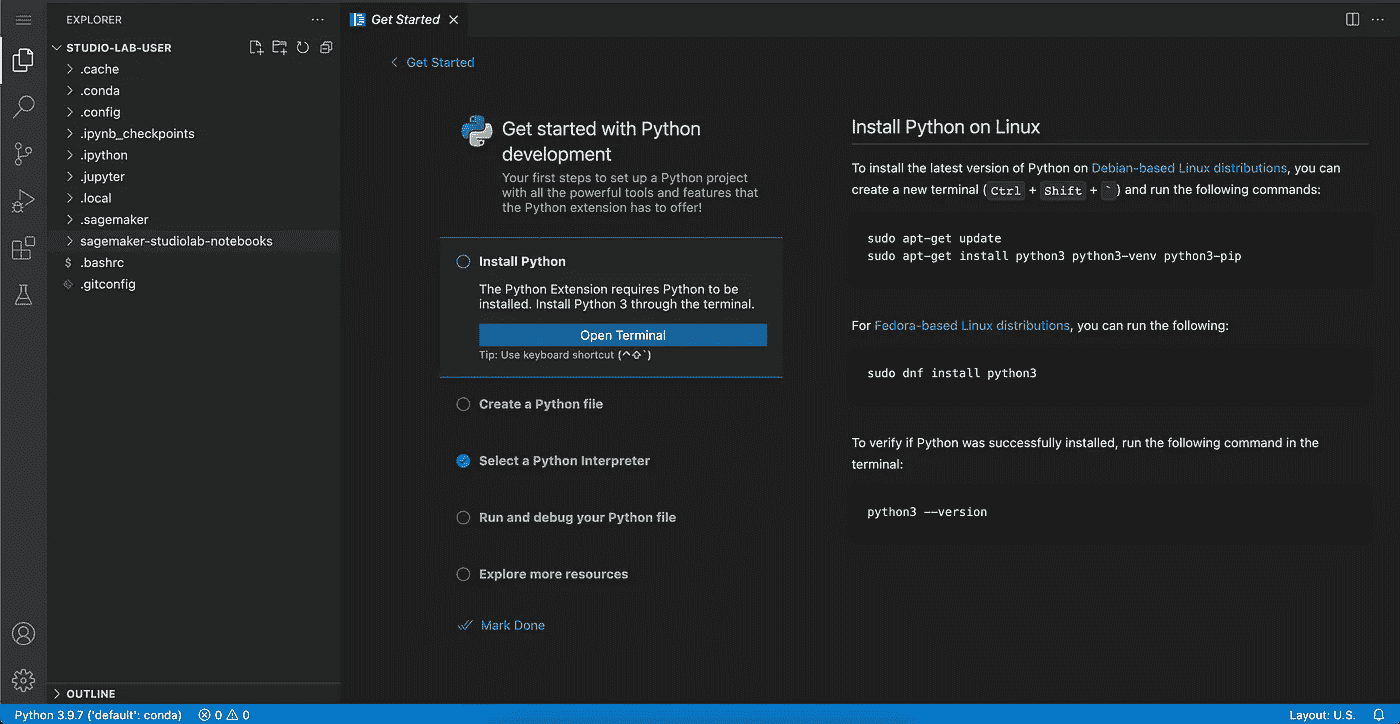 EXPLORER
STUDIO-LAB-USER
.cache
.conda
.config
.ipynb_checkpoints
.ipython
.jupyter
.local
.sagemaker
sagemaker-studiolab-notebooks
$ .bashrc
.gitconfig
OUTLINE
Get Started
Get Started
Get started with Python
development
Your first steps to set up a Python project
with all the powerful tools and features that
the Python extension has to offer!
Install Python
The Python Extension requires Python to be
installed. Install Python 3 through the terminal.
Open Terminal
Tip: Use keyboard shortcut (⌃⇧`)
Create a Python file
Select a Python Interpreter
Run and debug your Python file
Explore more resources
Mark Done
Install Python on Linux
To install the latest version of Python on Debian-based Linux distributions, you can
create a new terminal (Ctrl + Shift + `) and run the following commands:
sudo apt-get update
sudo apt-get install python3 python3-venv python3-pip
For Fedora-based Linux distributions, you can run the following:
sudo dnf install python3
To verify if Python was successfully installed, run the following command in the
terminal:
python3 --version
Python 3.9.7 ('default': conda) 0 0
Layout: U.S.